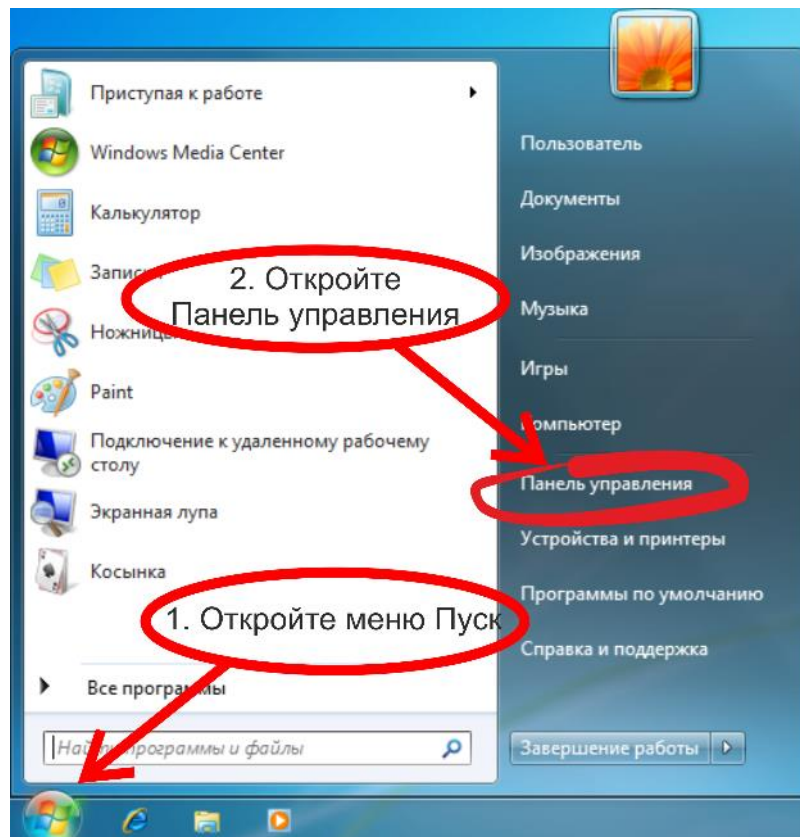 Приступая к работе
Windows Media Center
Калькулятор
2. Откройте
Панель управления
Paint
Подключение к удаленному рабочему
столу
Экранная лупа
Косынка
1. Откройте меню Пуск
Все программы
программы и файлы
Пользователь
Документы
Изображения
Музыка
Игры
Компьютер
Панель управления
Устройства и принтеры
Программы по умолчанию
Справка и поддержка
Завершение работы